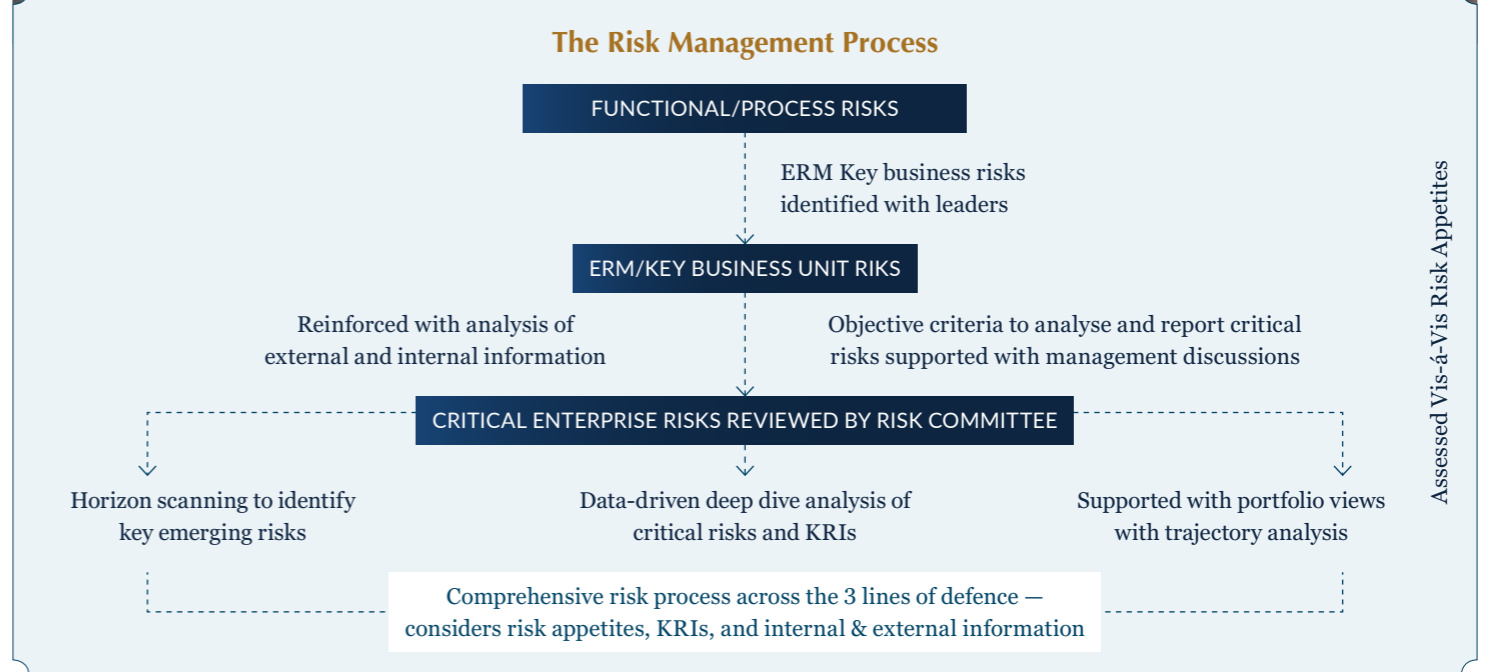 The Risk Management Process
FUNCTIONAL/PROCESS RISKS
ERM Key business risks
identified with leaders
ERM/KEY BUSINESS UNIT RIKS
Reinforced with analysis of
external and internal information
Objective criteria to analyse and report critical
risks supported with management discussions
CRITICAL ENTERPRISE RISKS REVIEWED BY RISK COMMITTEE
Horizon scanning to identify
key emerging risks
Data-driven deep dive analysis of
critical risks and KRIs
Supported with portfolio views
with trajectory analysis
Comprehensive risk process across the 3 lines of defence —
considers risk appetites, KRIs, and internal & external information
Assessed Vis-á-Vis Risk Appetites